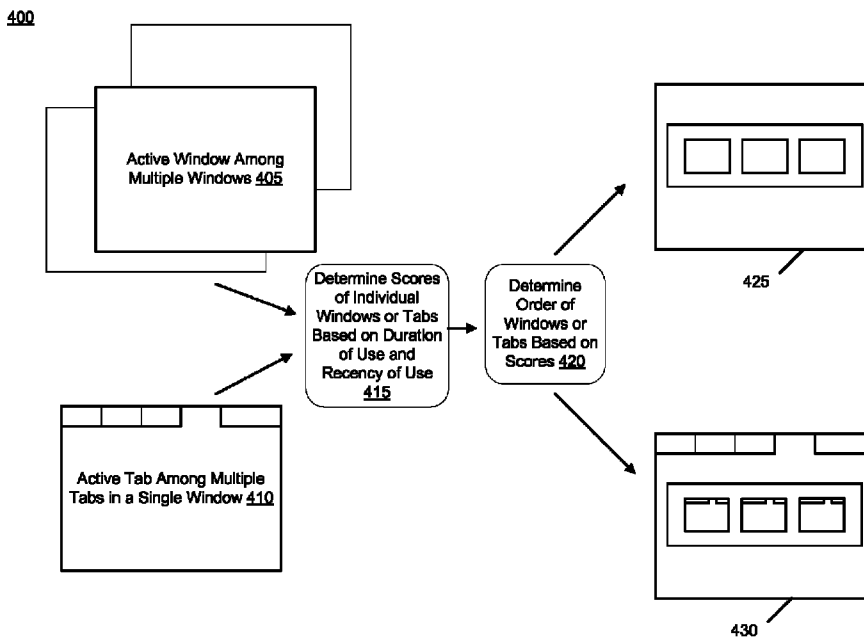 400
Active Window Among
Multiple Windows 405
Determine Scores
of Individual
Windows or Tabs
Based on Duration
of Use and
Recency of Use
415
Determine
Order of
Windows or
Tabs Based on
Scores 420
425
Active Tab Among Multiple
Tabs in a Single Window 410
430